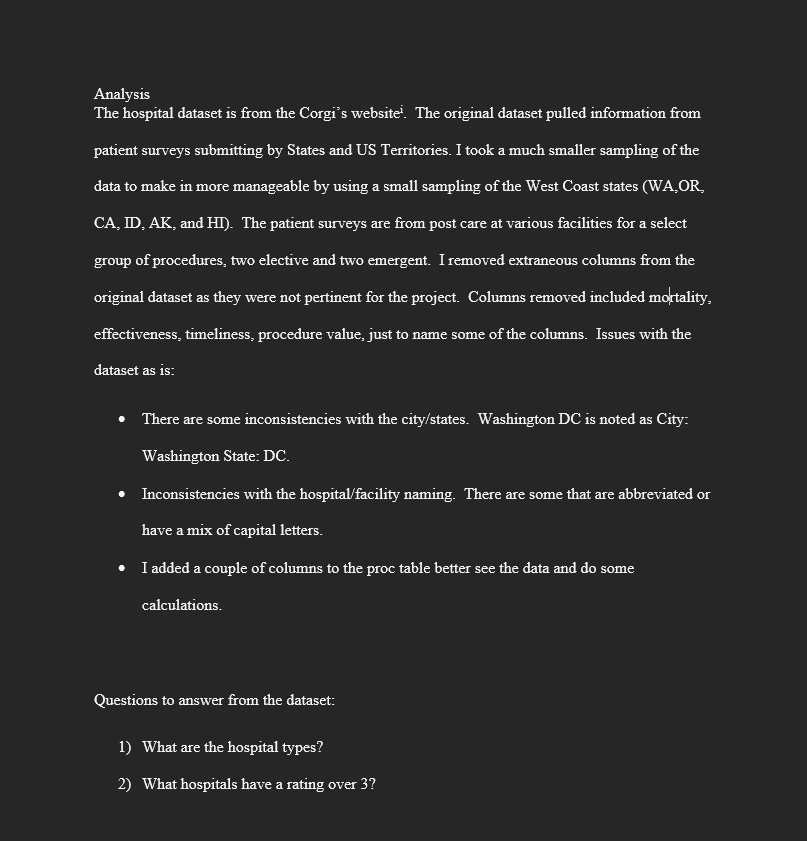 Analysis
The hospital dataset is from the Corgi’s websiteⁱ.  The original dataset pulled information from
patient surveys submitting by States and US Territories. I took a much smaller sampling of the
data to make in more manageable by using a small sampling of the West Coast states (WA,OR,
CA, ID, AK, and HI).  The patient surveys are from post care at various facilities for a select
group of procedures, two elective and two emergent.  I removed extraneous columns from the
original dataset as they were not pertinent for the project.  Columns removed included mortality,
effectiveness, timeliness, procedure value, just to name some of the columns.  Issues with the
dataset as is:
• There are some inconsistencies with the city/states.  Washington DC is noted as City:
Washington State: DC.
• Inconsistencies with the hospital/facility naming.  There are some that are abbreviated or
have a mix of capital letters.
• I added a couple of columns to the proc table better see the data and do some
calculations.
Questions to answer from the dataset:
1) What are the hospital types?
2) What hospitals have a rating over 3?